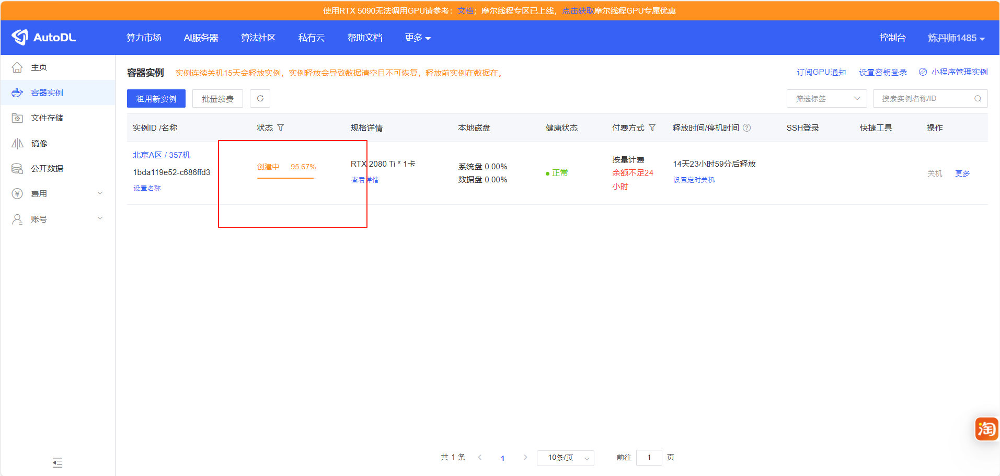 使用RTX 5090无法调用GPU请参考：文档；摩尔线程专区已上线，点击获取摩尔线程GPU专属优惠
AutoDL
算力市场 AI服务器 算法社区 私有云 帮助文档 更多
控制台 炼丹师1485
主页
容器实例
文件存储
镜像
公开数据
费用
账号
容器实例 实例连续关机15天会释放实例，实例释放会导致数据清空且不可恢复，释放前实例在数据在。
订阅GPU通知 设置密钥登录 小程序管理实例
租用新实例 批量续费
筛选标签 搜索实例名称/ID
实例ID /名称 状态 规格详情 本地磁盘 健康状态 付费方式 释放时间/停机时间 SSH登录 快捷工具 操作
北京A区 / 357机
1bda119e52-c686ffd3
设置名称
创建中 95.67%
RTX 2080 Ti * 1卡
查看详情
系统盘 0.00%
数据盘 0.00%
正常
按量计费
余额不足24
小时
14天23小时59分后释放
设置定时关机
关机 更多
共 1 条 1 10条/页 前往 1 页
淘